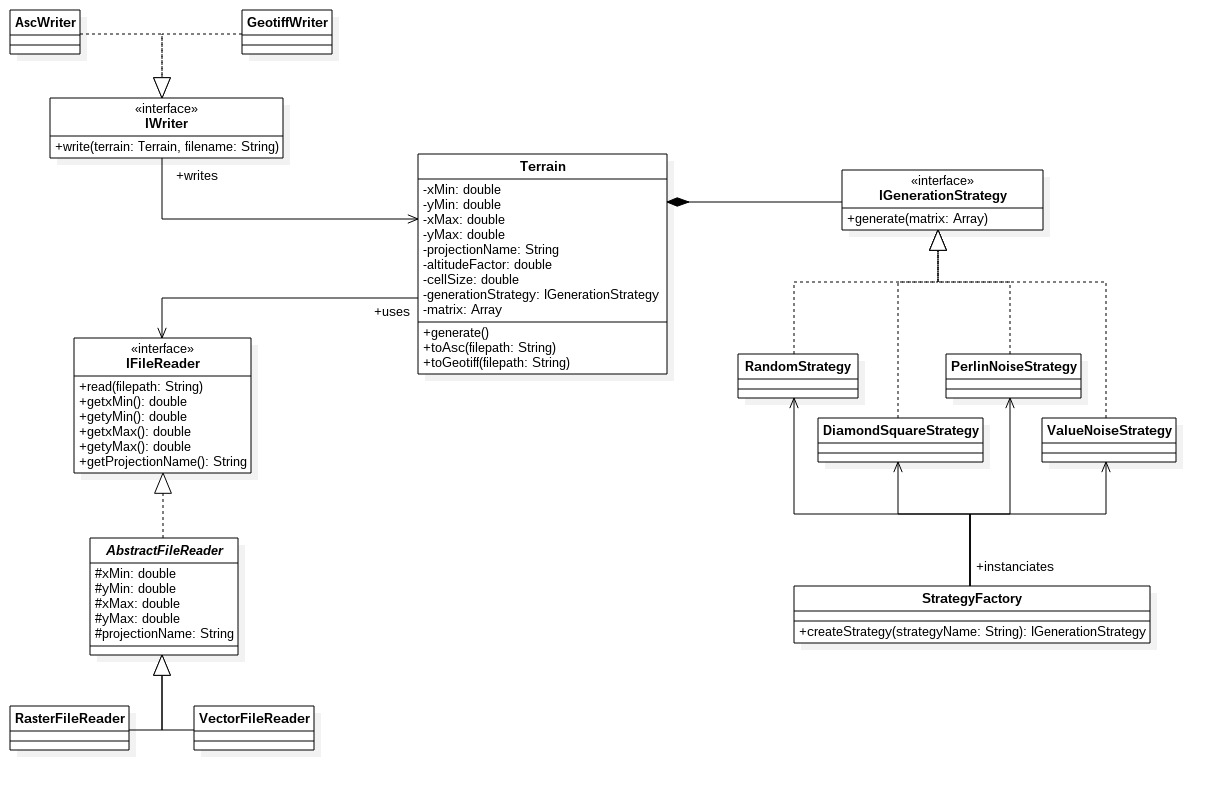 AscWriter
GeotiffWriter
«interface»
IWriter
+write(terrain: Terrain, filename: String)
+writes
Terrain
-xMin: double
-yMin: double
-xMax: double
-yMax: double
-projectionName: String
-altitudeFactor: double
-cellSize: double
-generationStrategy: IGenerationStrategy
-matrix: Array
+generate()
+toAsc(filepath: String)
+toGeotiff(filepath: String)
«interface»
IGenerationStrategy
+generate(matrix: Array)
+uses
«interface»
IFileReader
+read(filepath: String)
+getxMin(): double
+getyMin(): double
+getxMax(): double
+getyMax(): double
+getProjectionName(): String
RandomStrategy
PerlinNoiseStrategy
DiamondSquareStrategy
ValueNoiseStrategy
AbstractFileReader
#xMin: double
#yMin: double
#xMax: double
#yMax: double
#projectionName: String
+instanciates
StrategyFactory
+createStrategy(strategyName: String): IGenerationStrategy
RasterFileReader
VectorFileReader